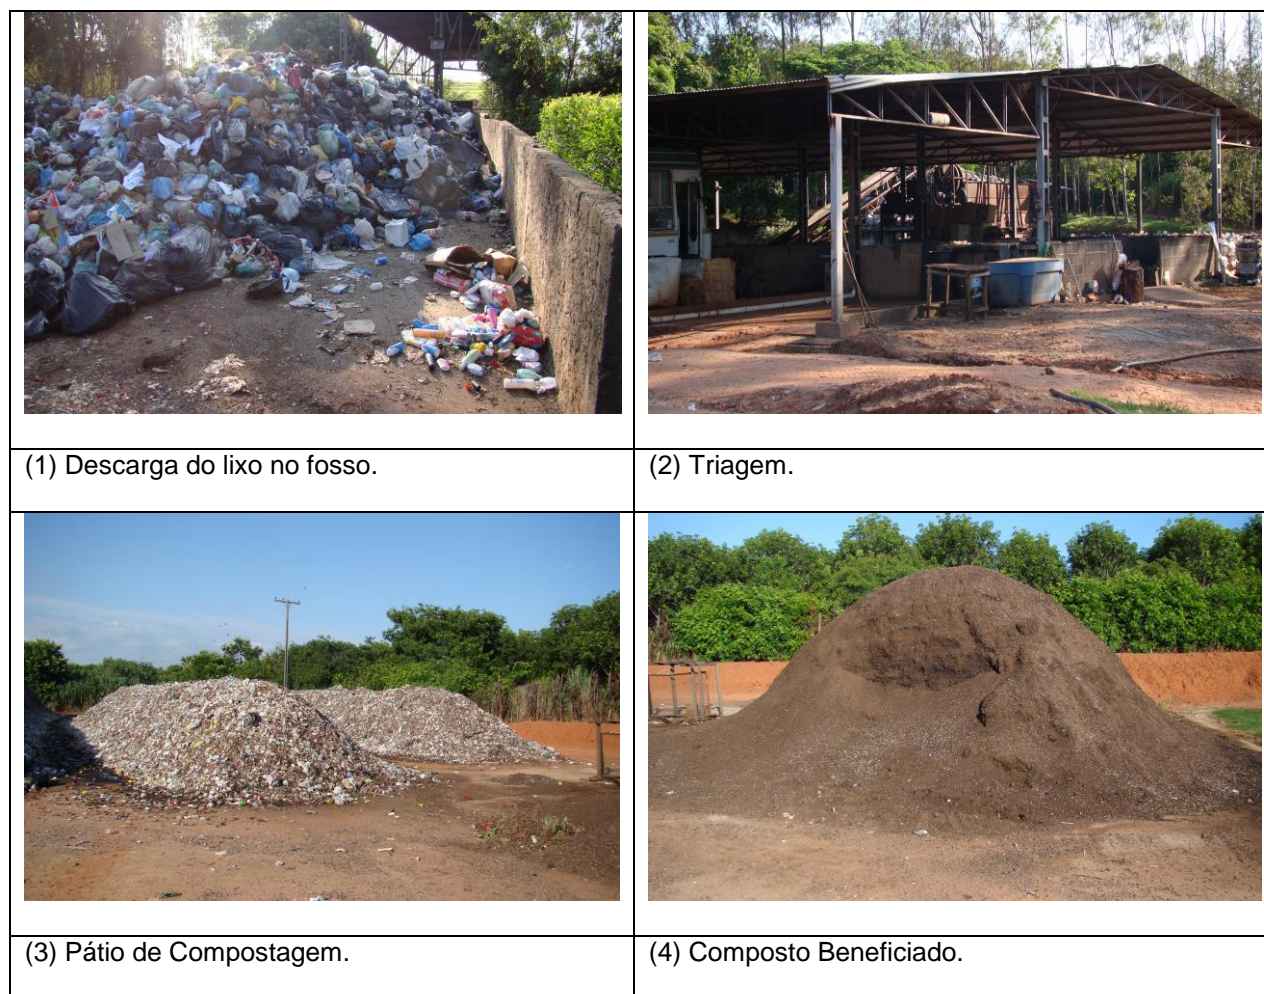 (1) Descarga do lixo no fosso.
(2) Triagem.
(3) Pátio de Compostagem.
(4) Composto Beneficiado.